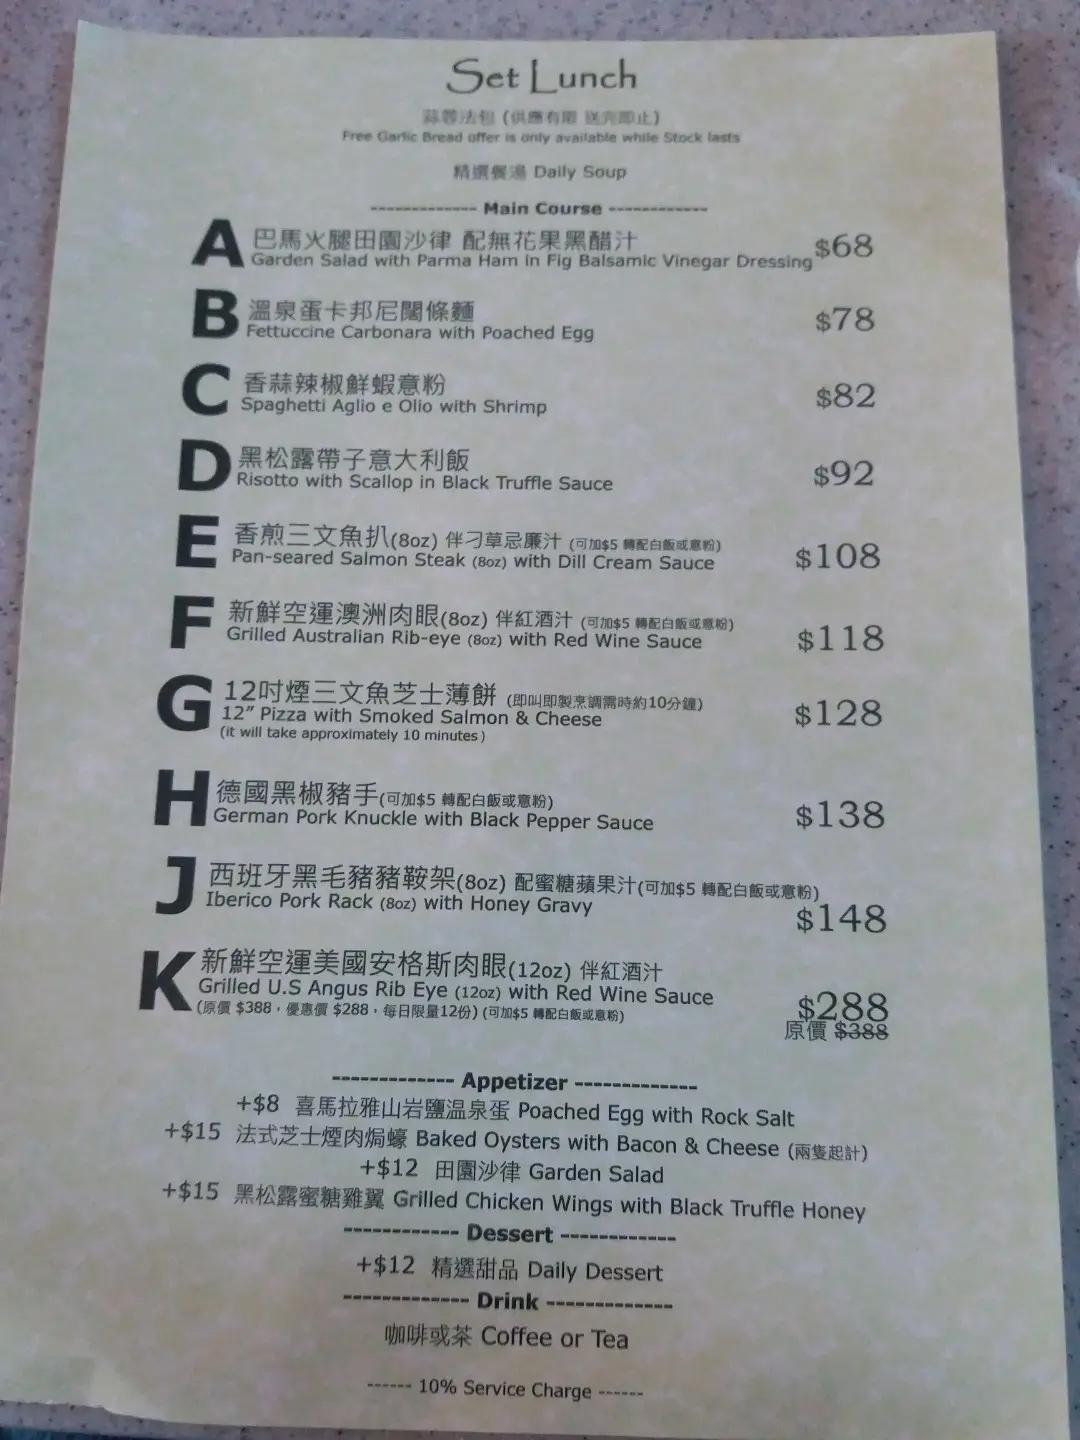 Set Lunch
蒜蓉法包 (供應有限 送完即止)
Free Garlic Bread offer is only available while Stock lasts
精選餐湯 Daily Soup
------------- Main Course ------------
A 巴馬火腿田園沙律 配無花果黑醋汁
Garden Salad with Parma Ham in Fig Balsamic Vinegar Dressing $68
B 溫泉蛋卡邦尼闊條麵
Fettuccine Carbonara with Poached Egg $78
C 香蒜辣椒鮮蝦意粉
Spaghetti Aglio e Olio with Shrimp $82
D 黑松露帶子意大利飯
Risotto with Scallop in Black Truffle Sauce $92
E 香煎三文魚扒(8oz) 伴刁草忌廉汁 (可加$5 轉配白飯或意粉)
Pan-seared Salmon Steak (8oz) with Dill Cream Sauce $108
F 新鮮空運澳洲肉眼(8oz) 伴紅酒汁 (可加$5 轉配白飯或意粉)
Grilled Australian Rib-eye (8oz) with Red Wine Sauce $118
G 12吋煙三文魚芝士薄餅 (即叫即製烹調需時約10分鐘)
12” Pizza with Smoked Salmon & Cheese $128
(it will take approximately 10 minutes)
H 德國黑椒豬手(可加$5 轉配白飯或意粉)
German Pork Knuckle with Black Pepper Sauce $138
J 西班牙黑毛豬豬鞍架(8oz) 配蜜糖蘋果汁(可加$5 轉配白飯或意粉)
Iberico Pork Rack (8oz) with Honey Gravy $148
K 新鮮空運美國安格斯肉眼(12oz) 伴紅酒汁
Grilled U.S Angus Rib Eye (12oz) with Red Wine Sauce $288
(原價 $388，優惠價 $288，每日限量12份) (可加$5 轉配白飯或意粉)
原價 $388
------------- Appetizer -------------
+$8 喜馬拉雅山岩鹽溫泉蛋 Poached Egg with Rock Salt
+$15 法式芝士煙肉焗蠔 Baked Oysters with Bacon & Cheese (兩隻起計)
+$12 田園沙律 Garden Salad
+$15 黑松露蜜糖雞翼 Grilled Chicken Wings with Black Truffle Honey
------------ Dessert ------------
+$12 精選甜品 Daily Dessert
------------- Drink -------------
咖啡或茶 Coffee or Tea
------ 10% Service Charge ------